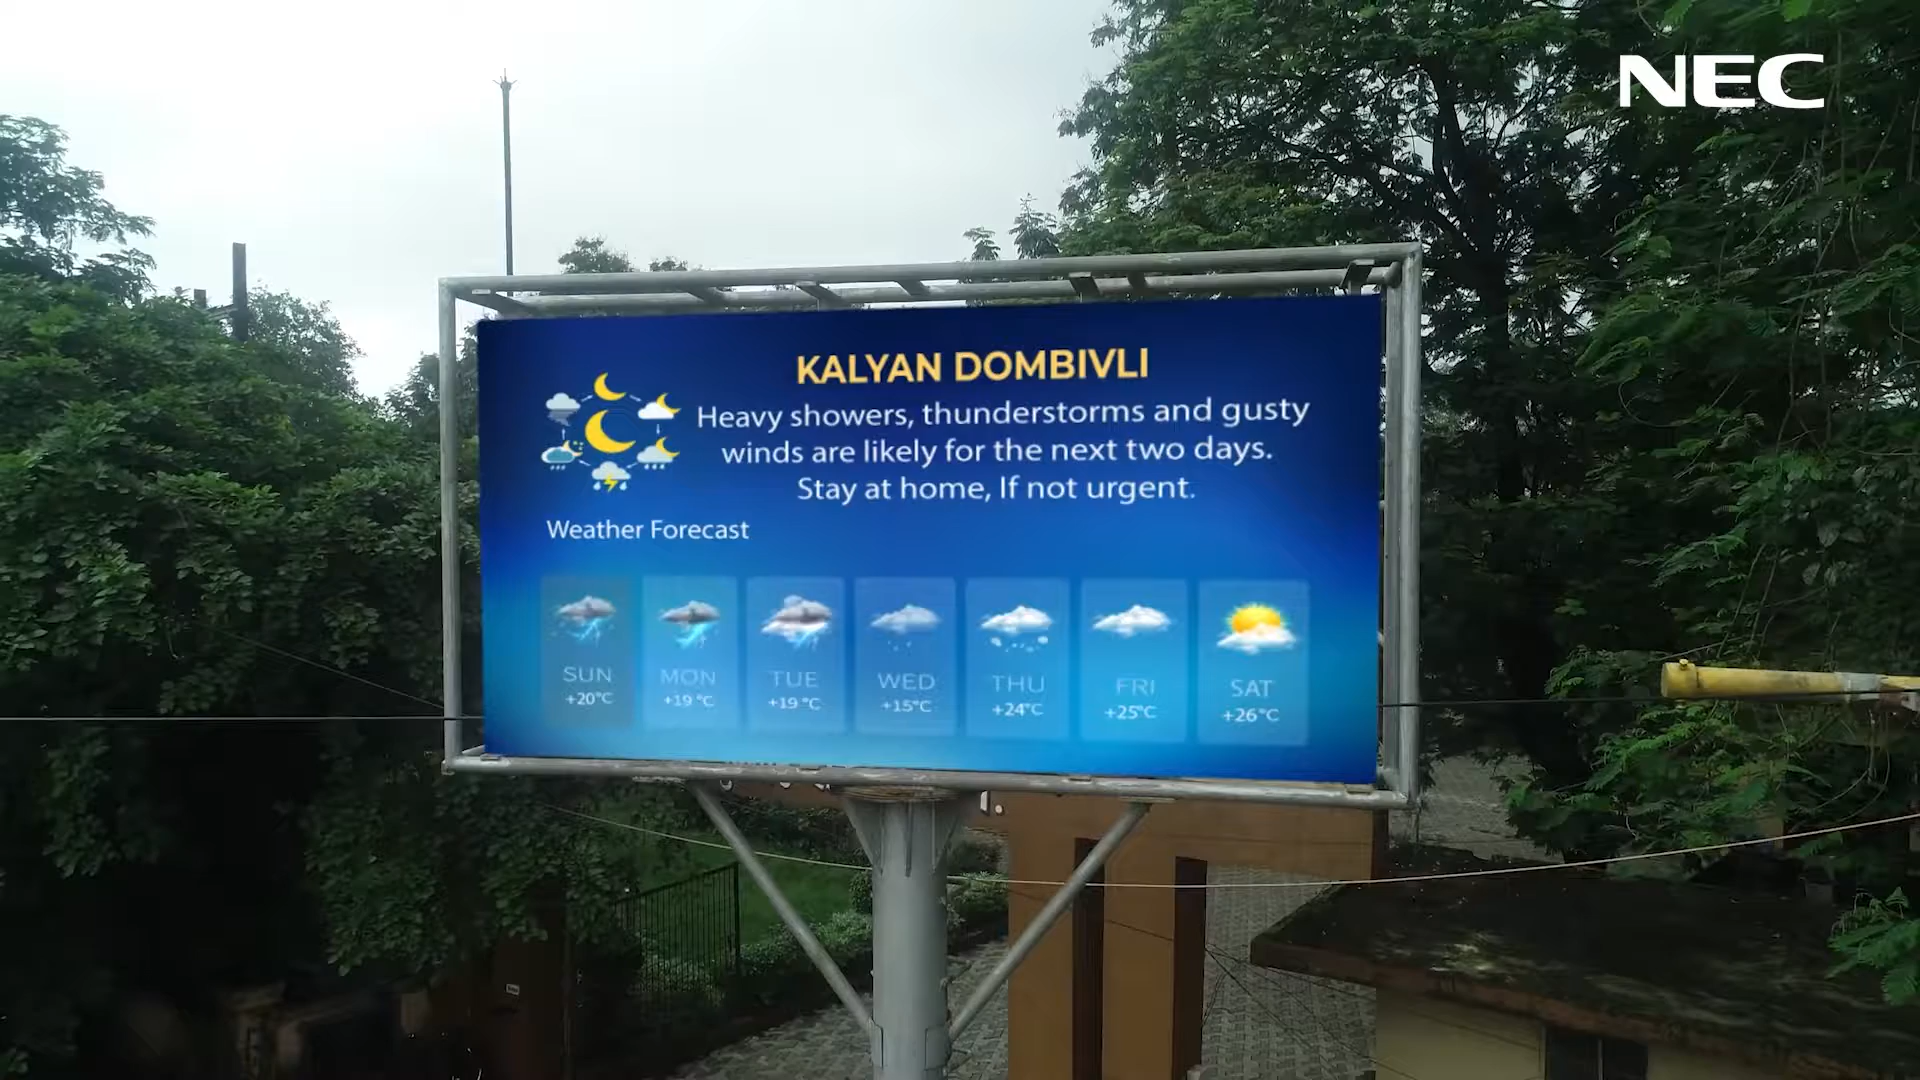 NEC
KALYAN DOMBIVLI
Heavy showers, thunderstorms and gusty
winds are likely for the next two days.
Stay at home, If not urgent.
Weather Forecast
SUN MON TUE WED THU FRI SAT
+20°C +19 °C +19 °C +15°C +24°C +25°C +26°C